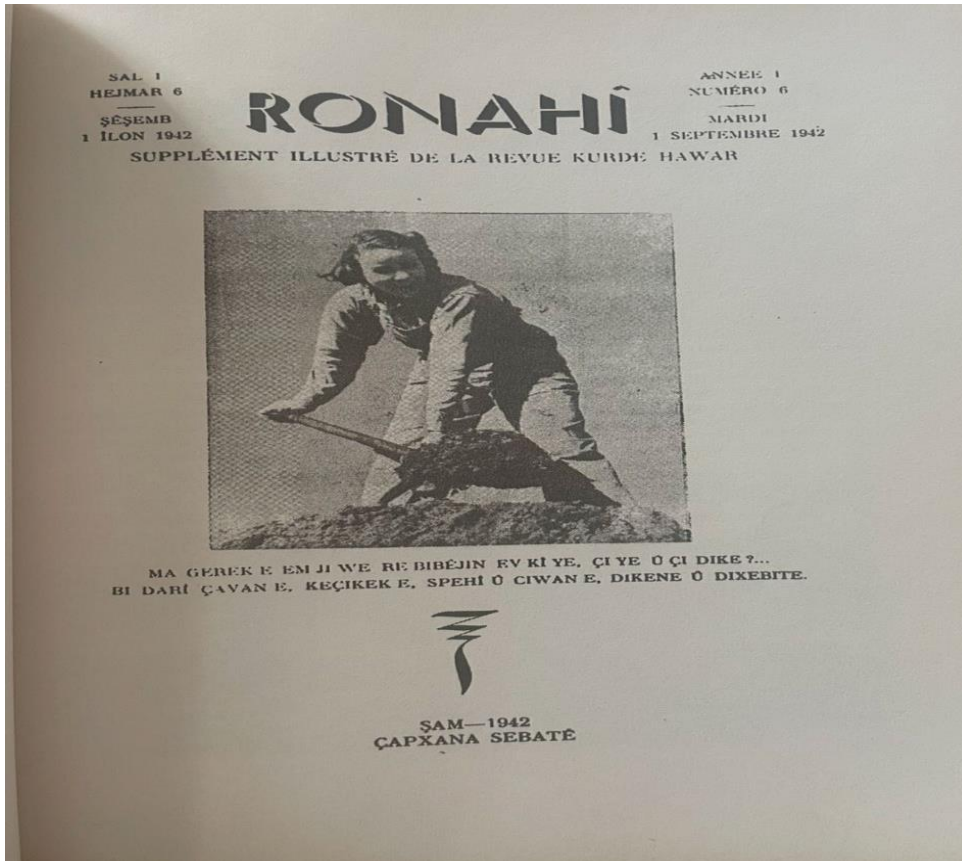 SAL 1
HEJMAR 6
ŞÊŞEMB
1 ÎLON 1942
RONAHÎ
ANNEE 1
NUMÉRO 6
MARDI
1 SEPTEMBRE 1942
SUPPLÉMENT ILLUSTRÉ DE LA REVUE KURDE HAWAR
MA GEREK E EM JI WE RE BIBÊJIN EV KÎ YE, ÇI YE Û ÇI DIKE ?...
BI DARÎ ÇAVAN E, KEÇIKEK E, SPEHÎ Û CIWAN E, DIKENE Û DIXEBITE.
ŞAM—1942
ÇAPXANA SEBATÊ